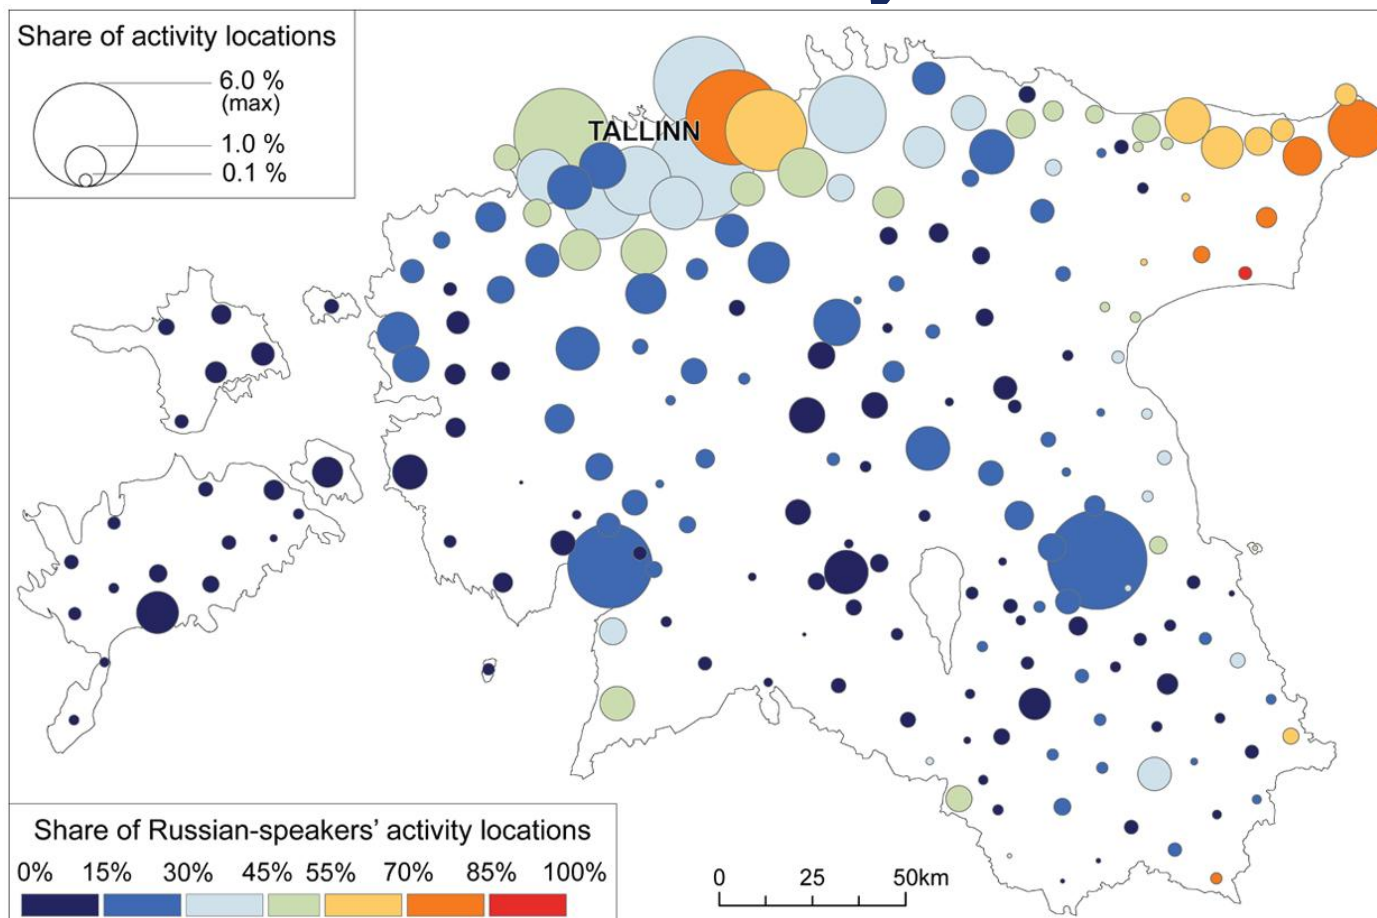 Share of activity locations
6.0 %
(max)
1.0 %
0.1 %
TALLINN
Share of Russian-speakers' activity locations
0% 15% 30% 45% 55% 70% 85% 100%
0 25 50km